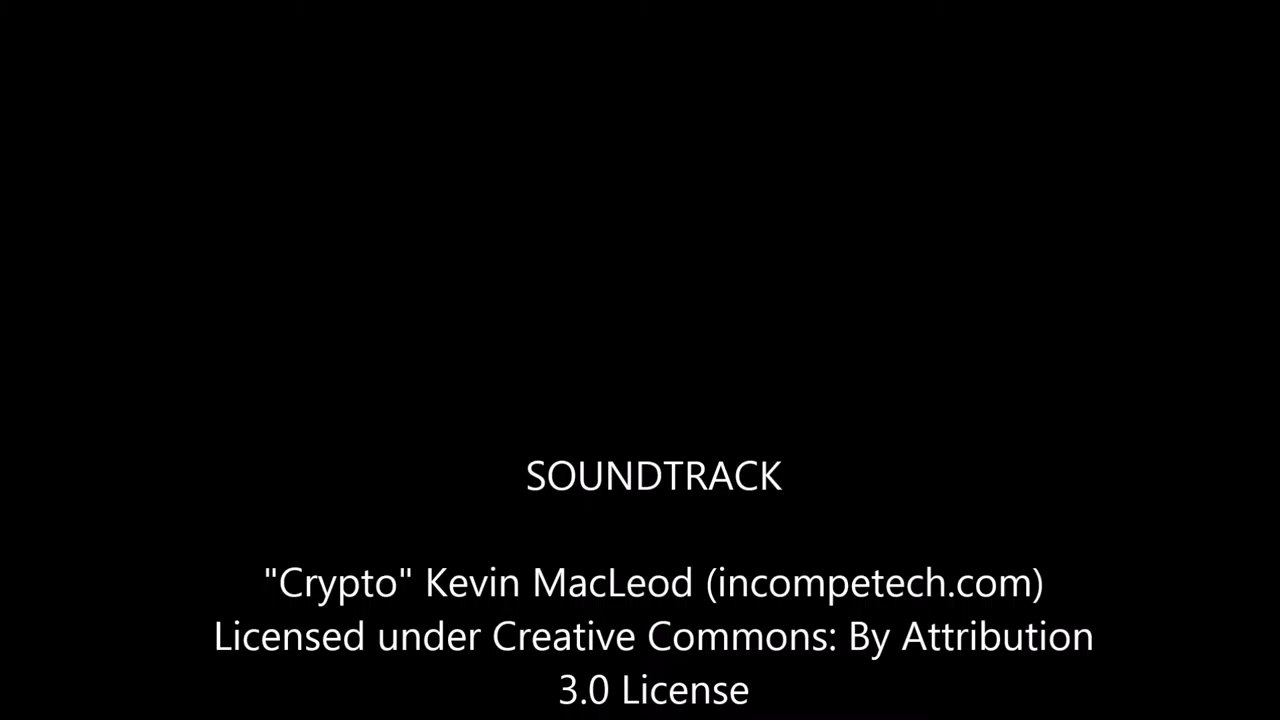 SOUNDTRACK
"Crypto" Kevin MacLeod (incompetech.com)
Licensed under Creative Commons: By Attribution
3.0 License